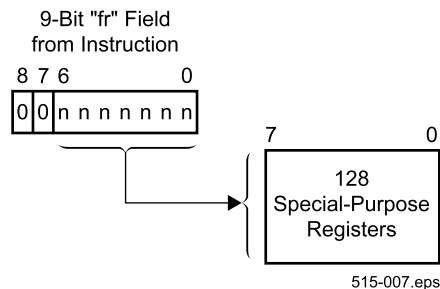 9-Bit "fr" Field
from Instruction
8 7 6 0
0 0 n n n n n n n
7 0
128
Special-Purpose
Registers
515-007.eps